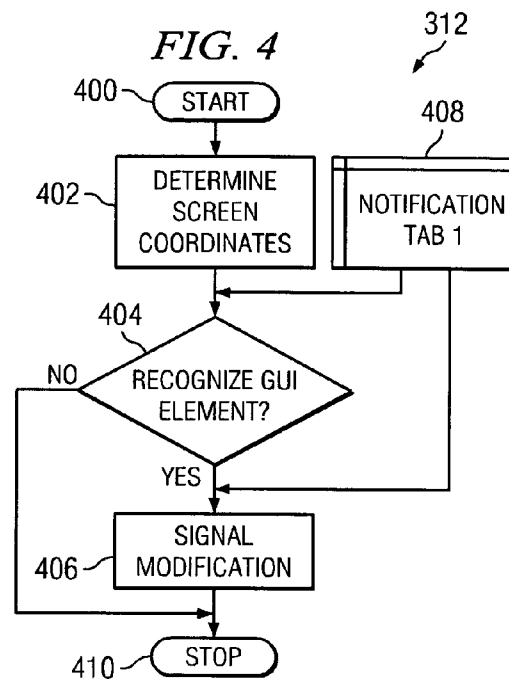 FIG. 4
312
400
START
408
402
DETERMINE
SCREEN
COORDINATES
NOTIFICATION
TAB 1
404
NO
RECOGNIZE GUI
ELEMENT?
YES
406
SIGNAL
MODIFICATION
410
STOP